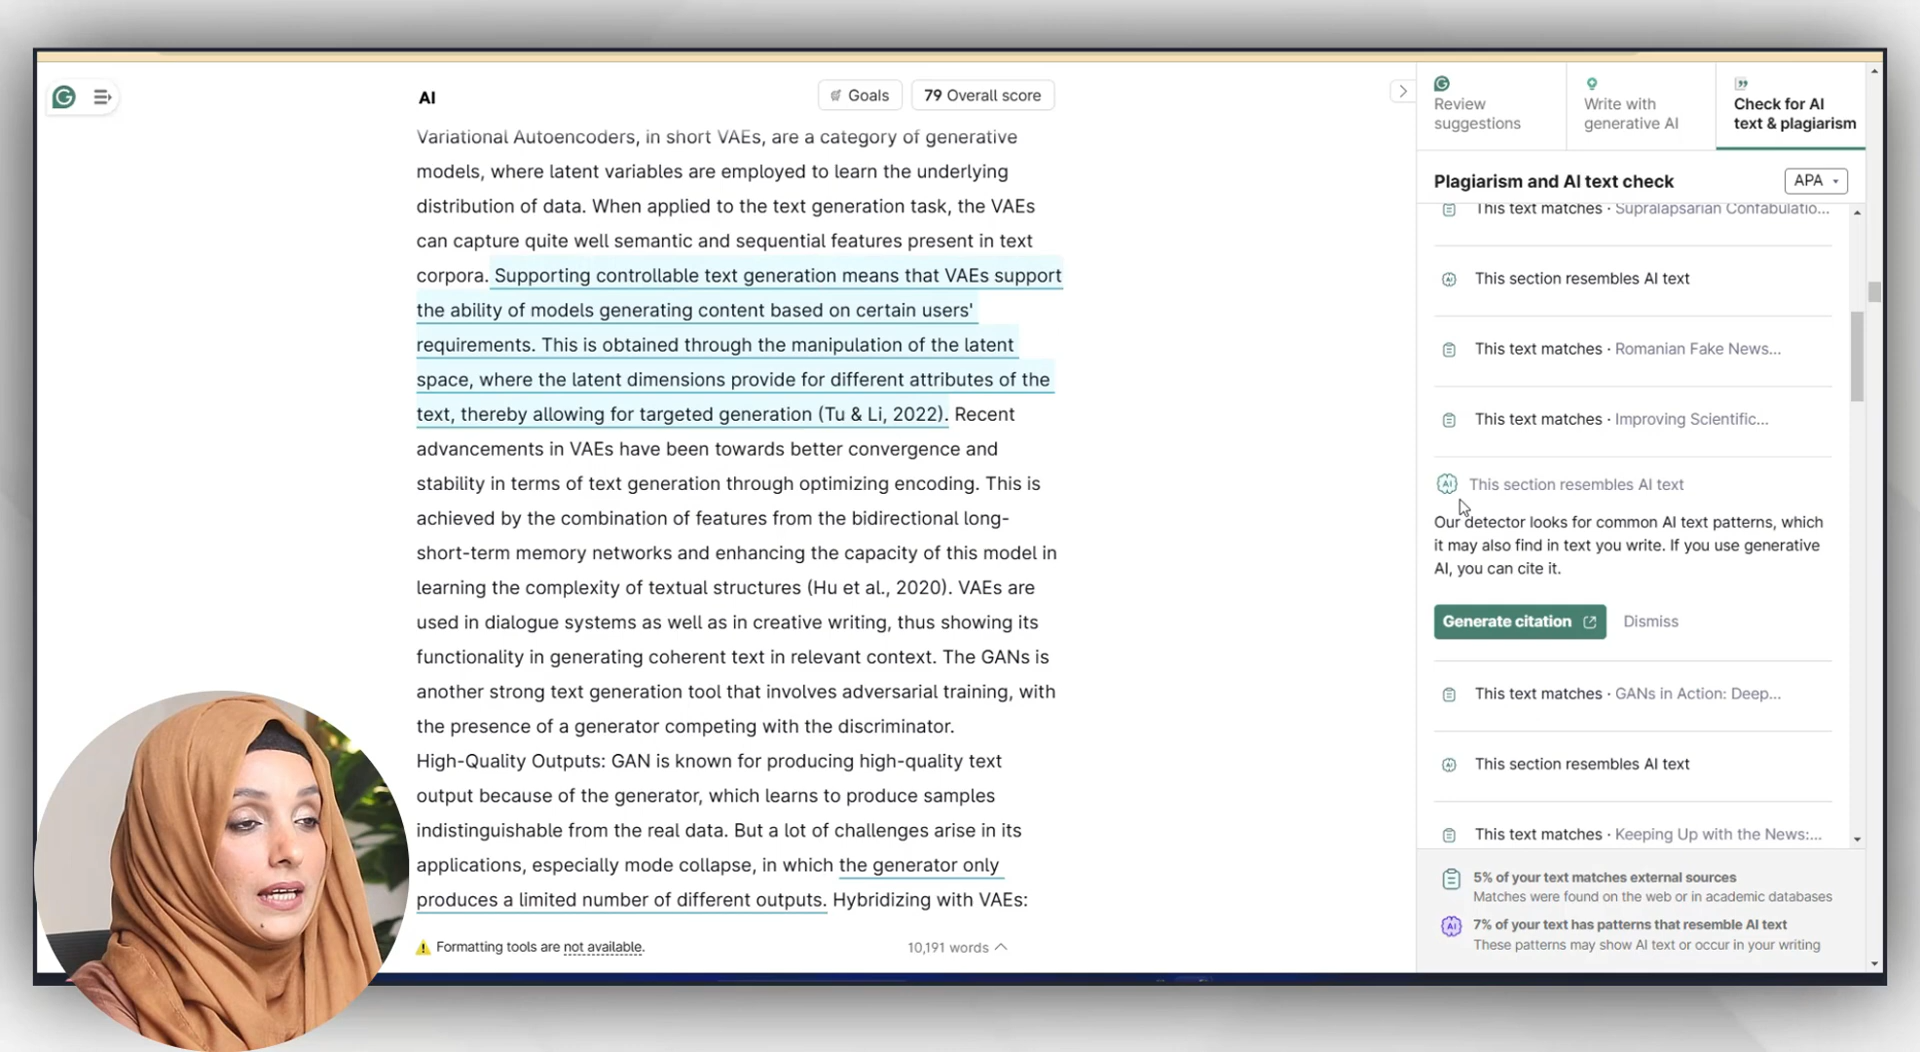 AI
Goals
79 Overall score
Variational Autoencoders, in short VAEs, are a category of generative
models, where latent variables are employed to learn the underlying
distribution of data. When applied to the text generation task, the VAEs
can capture quite well semantic and sequential features present in text
corpora. Supporting controllable text generation means that VAEs support
the ability of models generating content based on certain users'
requirements. This is obtained through the manipulation of the latent
space, where the latent dimensions provide for different attributes of the
text, thereby allowing for targeted generation (Tu & Li, 2022). Recent
advancements in VAEs have been towards better convergence and
stability in terms of text generation through optimizing encoding. This is
achieved by the combination of features from the bidirectional long-
short-term memory networks and enhancing the capacity of this model in
learning the complexity of textual structures (Hu et al., 2020). VAEs are
used in dialogue systems as well as in creative writing, thus showing its
functionality in generating coherent text in relevant context. The GANs is
another strong text generation tool that involves adversarial training, with
the presence of a generator competing with the discriminator.
High-Quality Outputs: GAN is known for producing high-quality text
output because of the generator, which learns to produce samples
indistinguishable from the real data. But a lot of challenges arise in its
applications, especially mode collapse, in which the generator only
produces a limited number of different outputs. Hybridizing with VAEs:
Formatting tools are not available.
10,191 words
Review
suggestions
Write with
generative AI
Check for AI
text & plagiarism
Plagiarism and AI text check
APA
This text matches · Supralapsarian Confabulatio...
This section resembles AI text
This text matches · Romanian Fake News...
This text matches · Improving Scientific...
AI This section resembles AI text
Our detector looks for common AI text patterns, which
it may also find in text you write. If you use generative
AI, you can cite it.
Generate citation
Dismiss
This text matches · GANs in Action: Deep...
This section resembles AI text
This text matches · Keeping Up with the News:...
5% of your text matches external sources
Matches were found on the web or in academic databases
AI 7% of your text has patterns that resemble AI text
These patterns may show AI text or occur in your writing